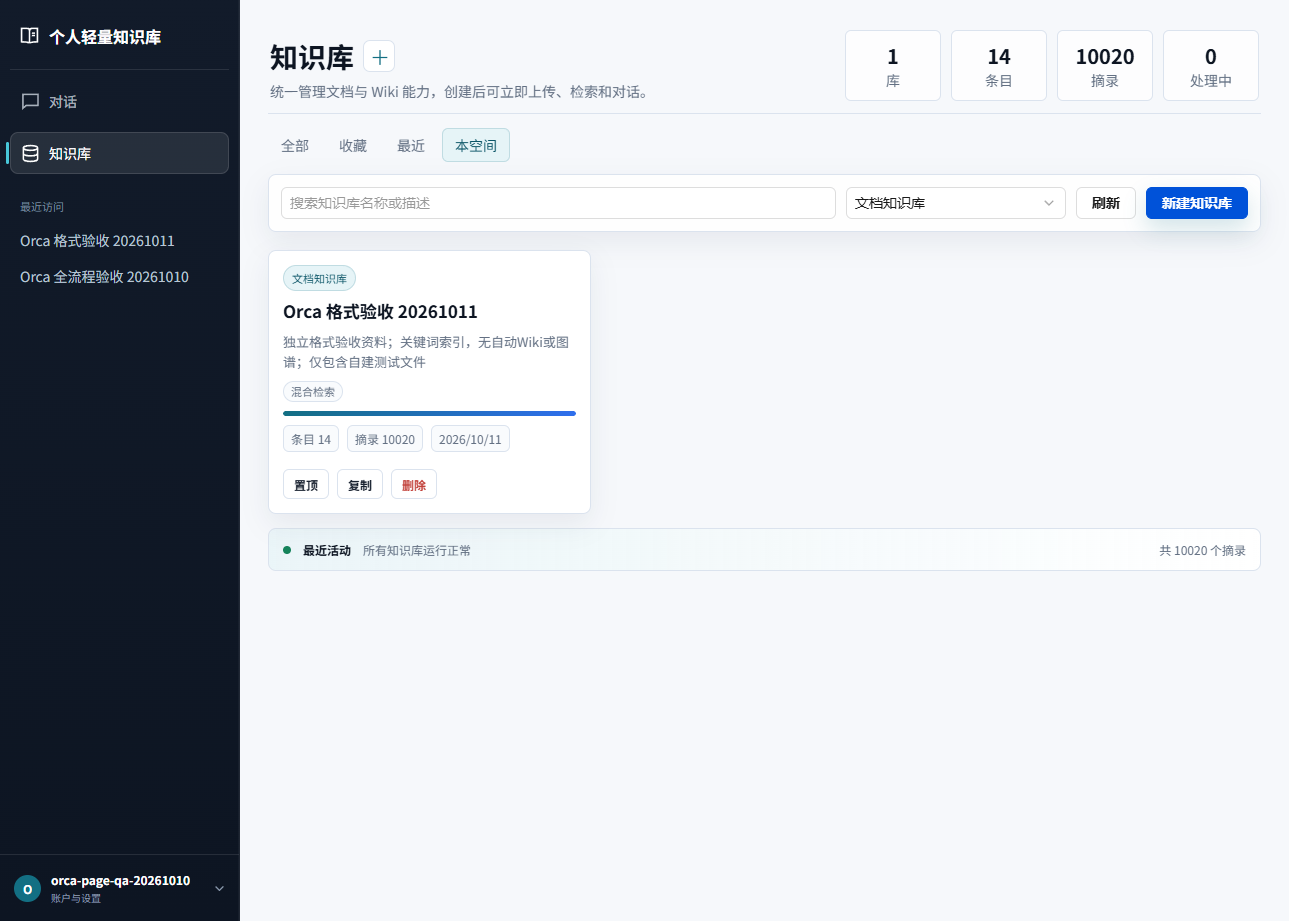 个人轻量知识库
对话
知识库
最近访问
Orca 格式验收 20261011
Orca 全流程验收 20261010
O
orca-page-qa-20261010
账户与设置
知识库
统一管理文档与 Wiki 能力，创建后可立即上传、检索和对话。
1
库
14
条目
10020
摘录
0
处理中
全部 收藏 最近 本空间
搜索知识库名称或描述 文档知识库 刷新 新建知识库
文档知识库
Orca 格式验收 20261011
独立格式验收资料；关键词索引，无自动Wiki或图
谱；仅包含自建测试文件
混合检索
条目 14 摘录 10020 2026/10/11
置顶 复制 删除
最近活动 所有知识库运行正常 共 10020 个摘录